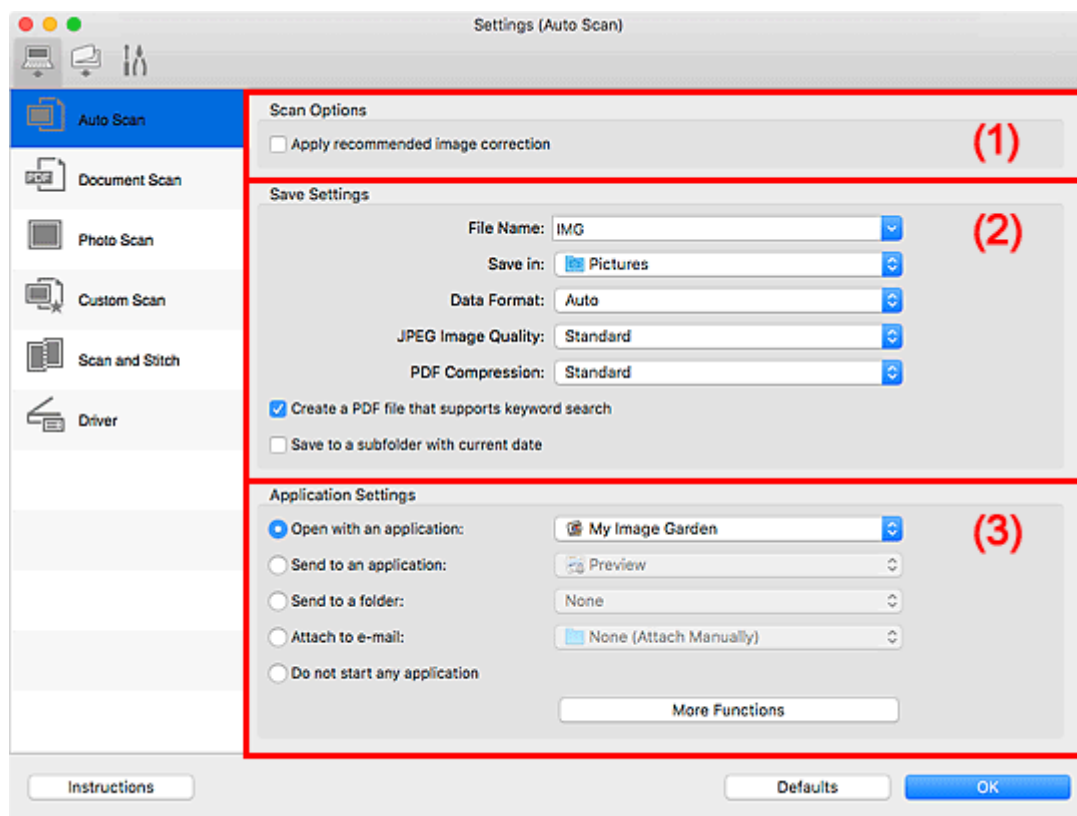 Settings (Auto Scan)
Auto Scan
Document Scan
Photo Scan
Custom Scan
Scan and Stitch
Driver
Scan Options
Apply recommended image correction
(1)
Save Settings
(2)
File Name: IMG
Save in: Pictures
Data Format: Auto
JPEG Image Quality: Standard
PDF Compression: Standard
Create a PDF file that supports keyword search
Save to a subfolder with current date
Application Settings
(3)
Open with an application: My Image Garden
Send to an application: Preview
Send to a folder: None
Attach to e-mail: None (Attach Manually)
Do not start any application
More Functions
Instructions
Defaults
OK